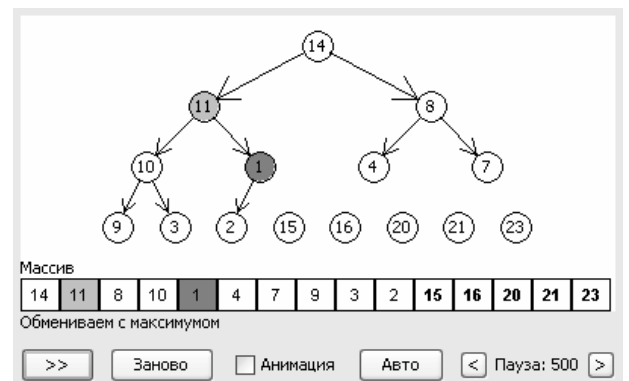 14
11 8
10 1 4 7
9 3 2 15 16 20 21 23
Массив
14 11 8 10 1 4 7 9 3 2 15 16 20 21 23
Обмениваем с максимумом
>> Заново Анимация Авто < Пауза: 500 >